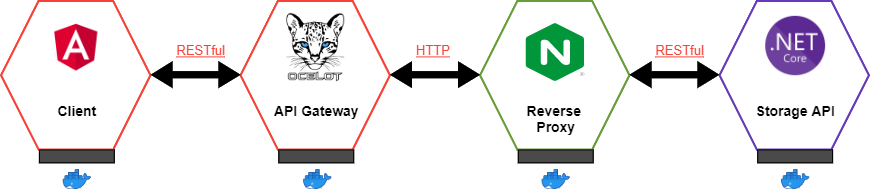 RESTful
HTTP
RESTful
A
OCELOT
N
®
.NET
Core
Client
API Gateway
Reverse
Proxy
Storage API